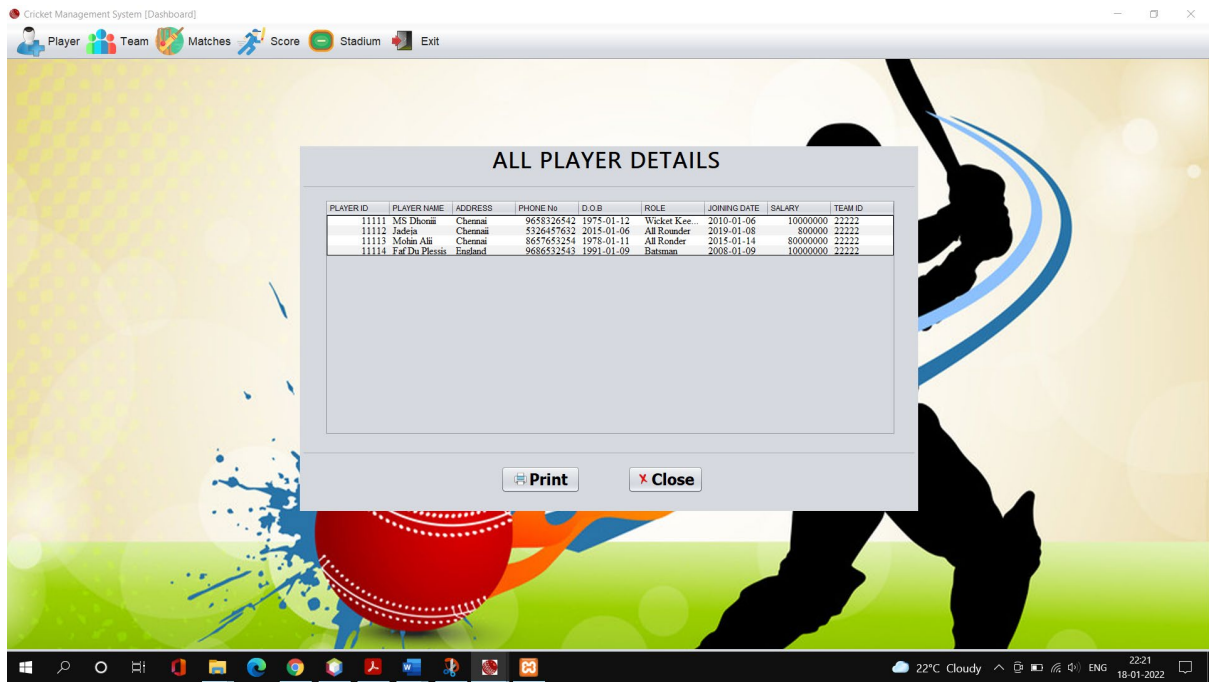 Cricket Management System [Dashboard]
Player Team Matches Score Stadium Exit
ALL PLAYER DETAILS
PLAYER ID PLAYER NAME ADDRESS PHONE No D.O.B ROLE JOINING DATE SALARY TEAM ID
11111 MS Dhoniii Chennai 9658326542 1975-01-12 Wicket Kee... 2010-01-06 10000000 22222
11112 Jadeja Chennaii 5326457632 2015-01-06 All Rounder 2019-01-08 800000 22222
11113 Mohin Alii Chennai 8657653254 1978-01-11 All Ronder 2015-01-14 80000000 22222
11114 Faf Du Plessis England 9686532543 1991-01-09 Batsman 2008-01-09 10000000 22222
Print Close
22°C Cloudy ENG 22:21
18-01-2022